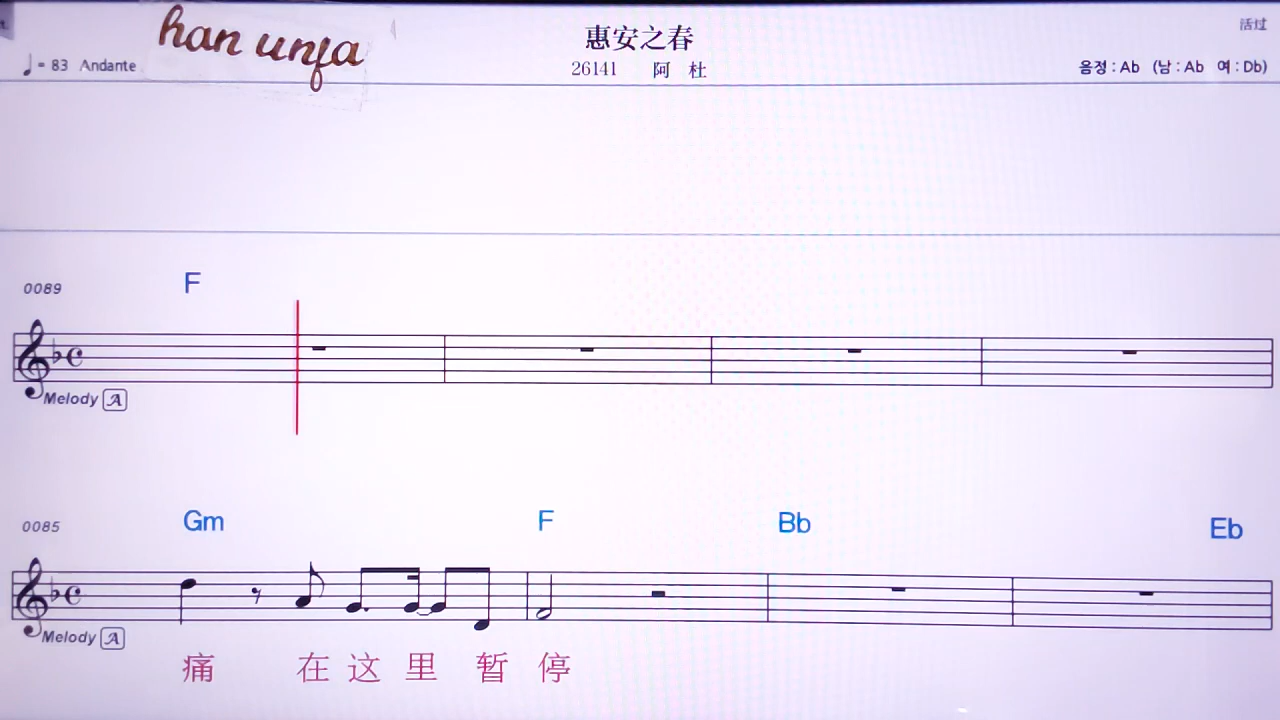 han unja
惠安之春
活过
♩= 83 Andante
26141 阿 杜
음정 : Ab (남 : Ab 여 : Db)
0089
F
Melody A
0085
Gm F Bb Eb
Melody A
痛 在 这 里 暂 停